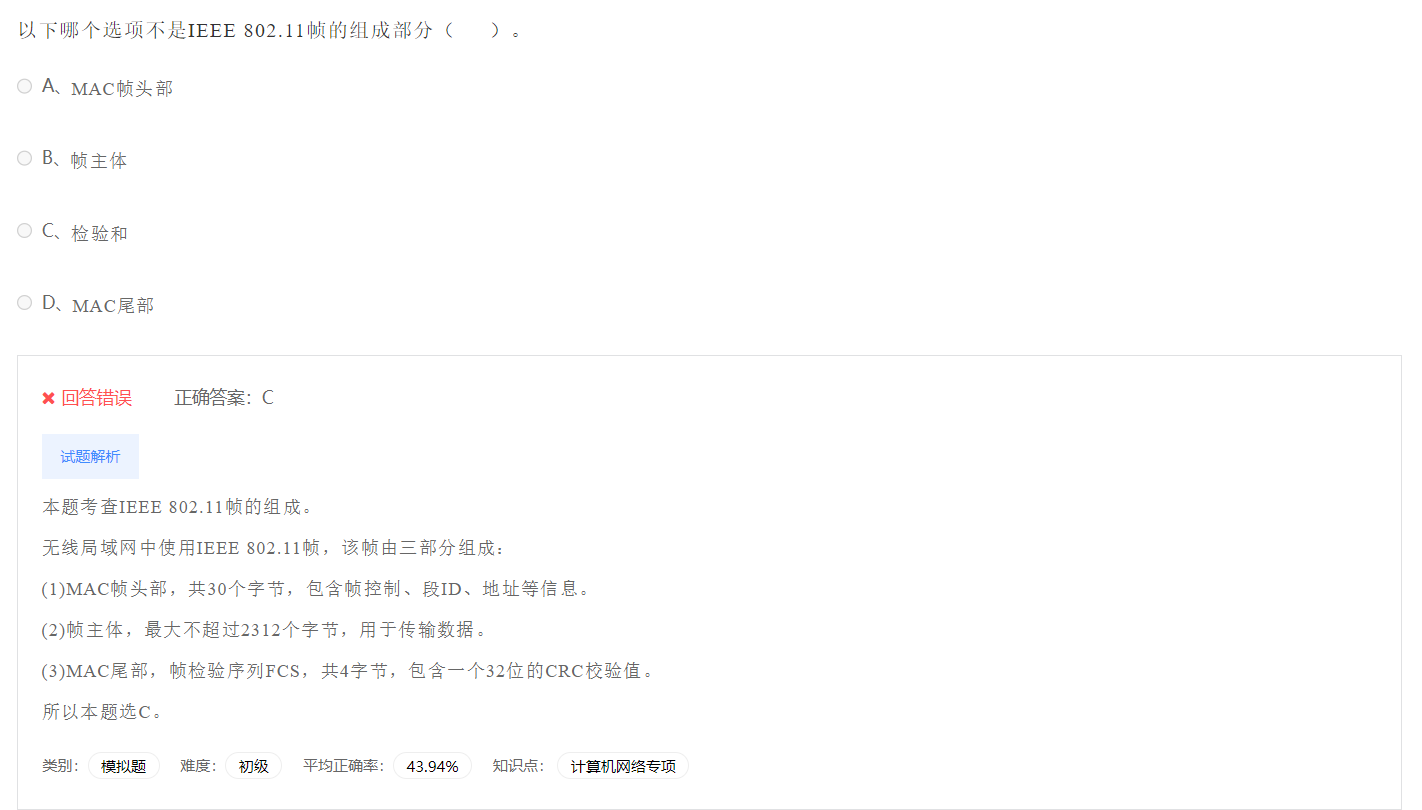 以下哪个选项不是IEEE 802.11帧的组成部分（ ）。
A、MAC帧头部
B、帧主体
C、检验和
D、MAC尾部
回答错误 正确答案：C
试题解析
本题考查IEEE 802.11帧的组成。
无线局域网中使用IEEE 802.11帧，该帧由三部分组成：
(1)MAC帧头部，共30个字节，包含帧控制、段ID、地址等信息。
(2)帧主体，最大不超过2312个字节，用于传输数据。
(3)MAC尾部，帧检验序列FCS，共4字节，包含一个32位的CRC校验值。
所以本题选C。
类别： 模拟题 难度： 初级 平均正确率： 43.94% 知识点： 计算机网络专项